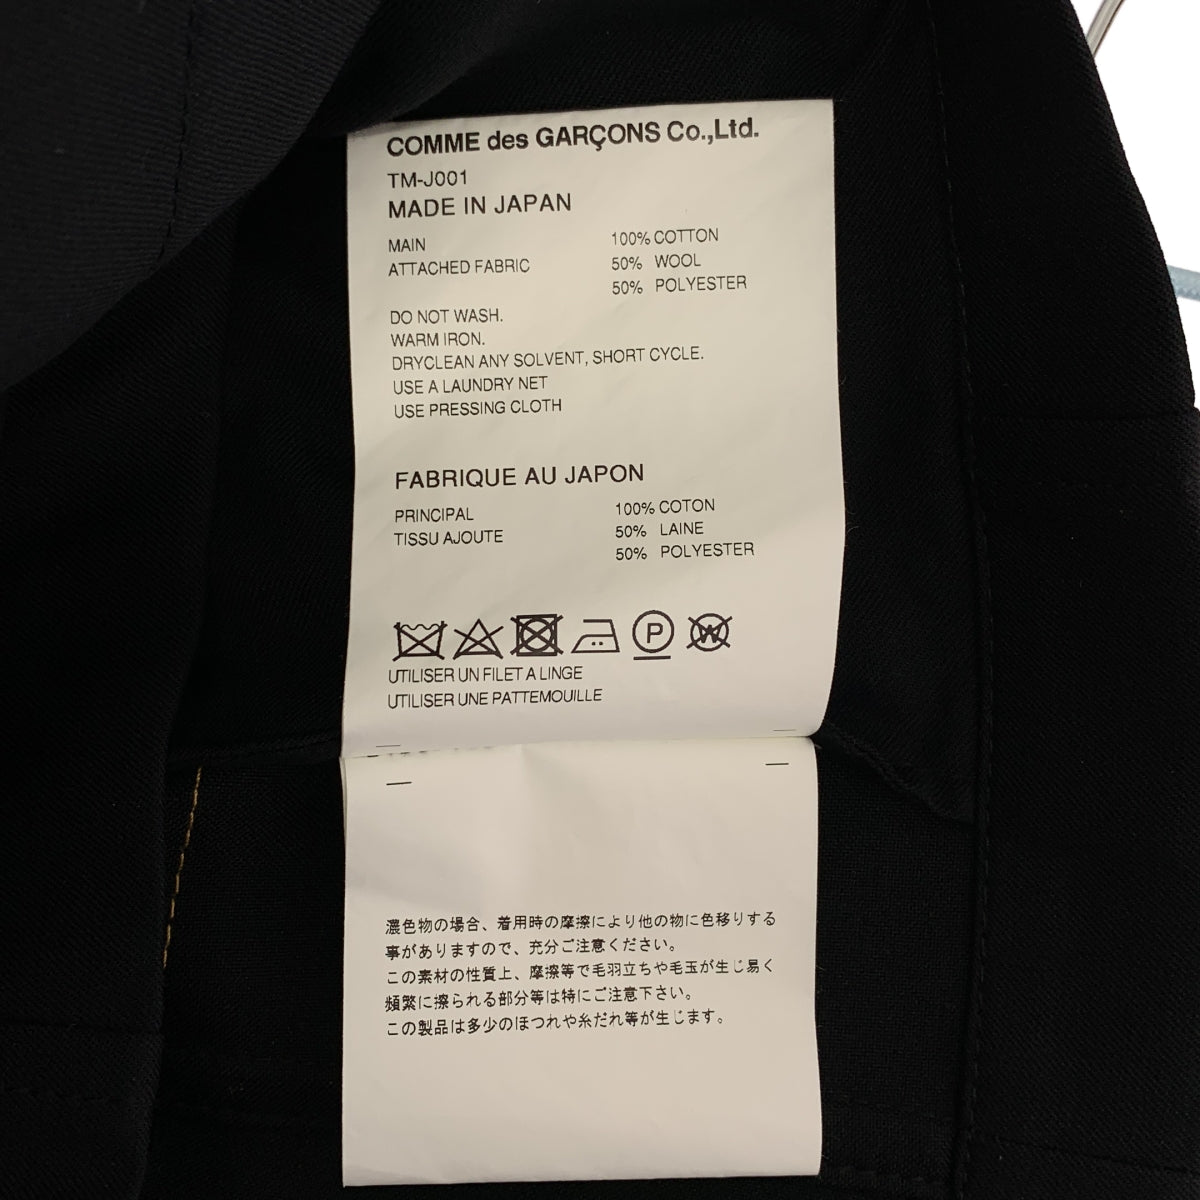 COMME des GARÇONS Co.,Ltd.
TM-J001
MADE IN JAPAN
MAIN 100% COTTON
ATTACHED FABRIC 50% WOOL
50% POLYESTER
DO NOT WASH.
WARM IRON.
DRYCLEAN ANY SOLVENT, SHORT CYCLE.
USE A LAUNDRY NET
USE PRESSING CLOTH
FABRIQUE AU JAPON
PRINCIPAL 100% COTON
TISSU AJOUTE 50% LAINE
50% POLYESTER
P W
UTILISER UN FILET A LINGE
UTILISER UNE PATTEMOUILLE
濃色物の場合、着用時の摩擦により他の物に色移りする
事がありますので、充分ご注意ください。
この素材の性質上、摩擦等で毛羽立ちや毛玉が生じ易く
頻繁に擦られる部分等は特にご注意下さい。
この製品は多少のほつれや糸だれ等が生じます。